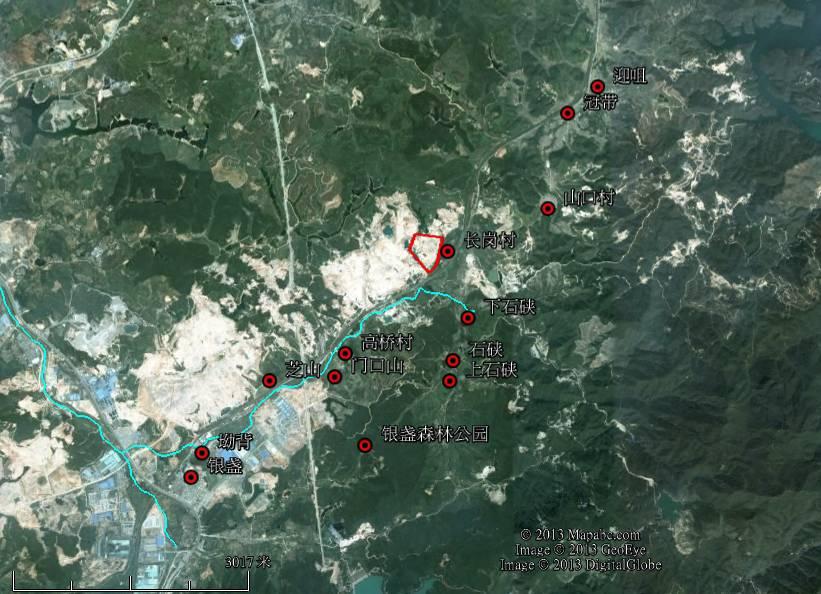 迎咀
冠带
山口村
长岗村
下石硖
高桥村
石硖
门口山
芝山
上石硖
银盏森林公园
坳背
银盏
© 2013 Mapabc.com
Image © 2013 GeoEye
Image © 2013 DigitalGlobe
3017 米